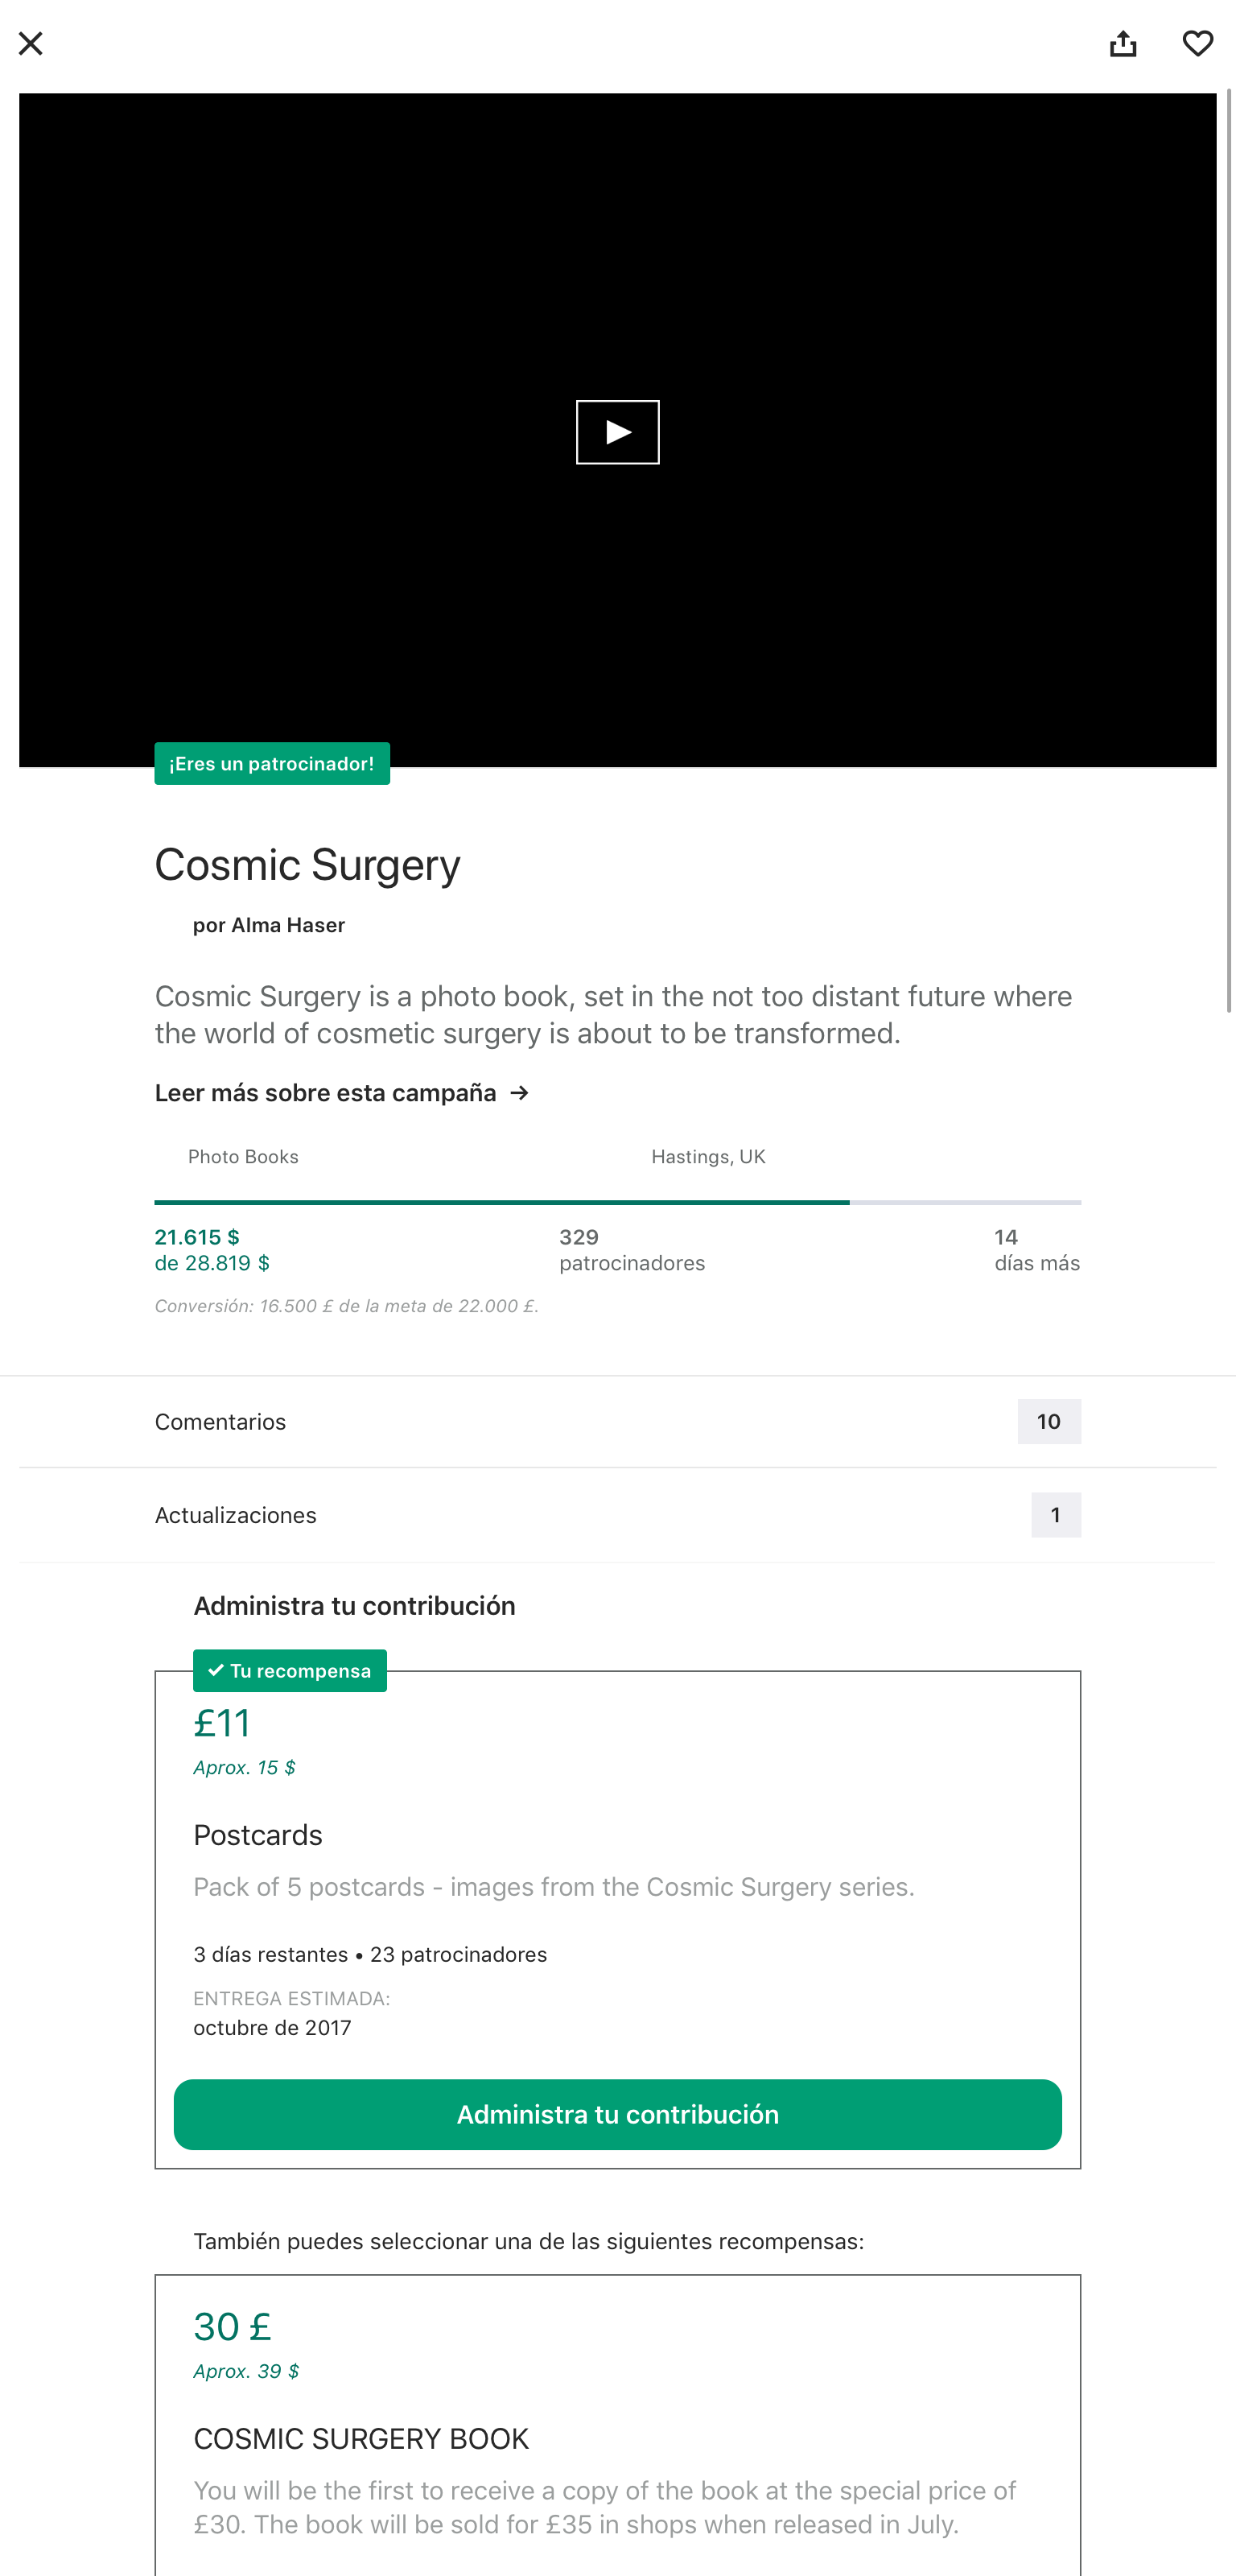 ¡Eres un patrocinador!
Cosmic Surgery
por Alma Haser
Cosmic Surgery is a photo book, set in the not too distant future where
the world of cosmetic surgery is about to be transformed.
Leer más sobre esta campaña →
Photo Books
Hastings, UK
21.615 $
de 28.819 $
329
patrocinadores
14
días más
Conversión: 16.500 £ de la meta de 22.000 £.
Comentarios
10
Actualizaciones
1
Administra tu contribución
✓ Tu recompensa
£11
Aprox. 15 $
Postcards
Pack of 5 postcards - images from the Cosmic Surgery series.
3 días restantes • 23 patrocinadores
ENTREGA ESTIMADA:
octubre de 2017
Administra tu contribución
También puedes seleccionar una de las siguientes recompensas:
30 £
Aprox. 39 $
COSMIC SURGERY BOOK
You will be the first to receive a copy of the book at the special price of
£30. The book will be sold for £35 in shops when released in July.